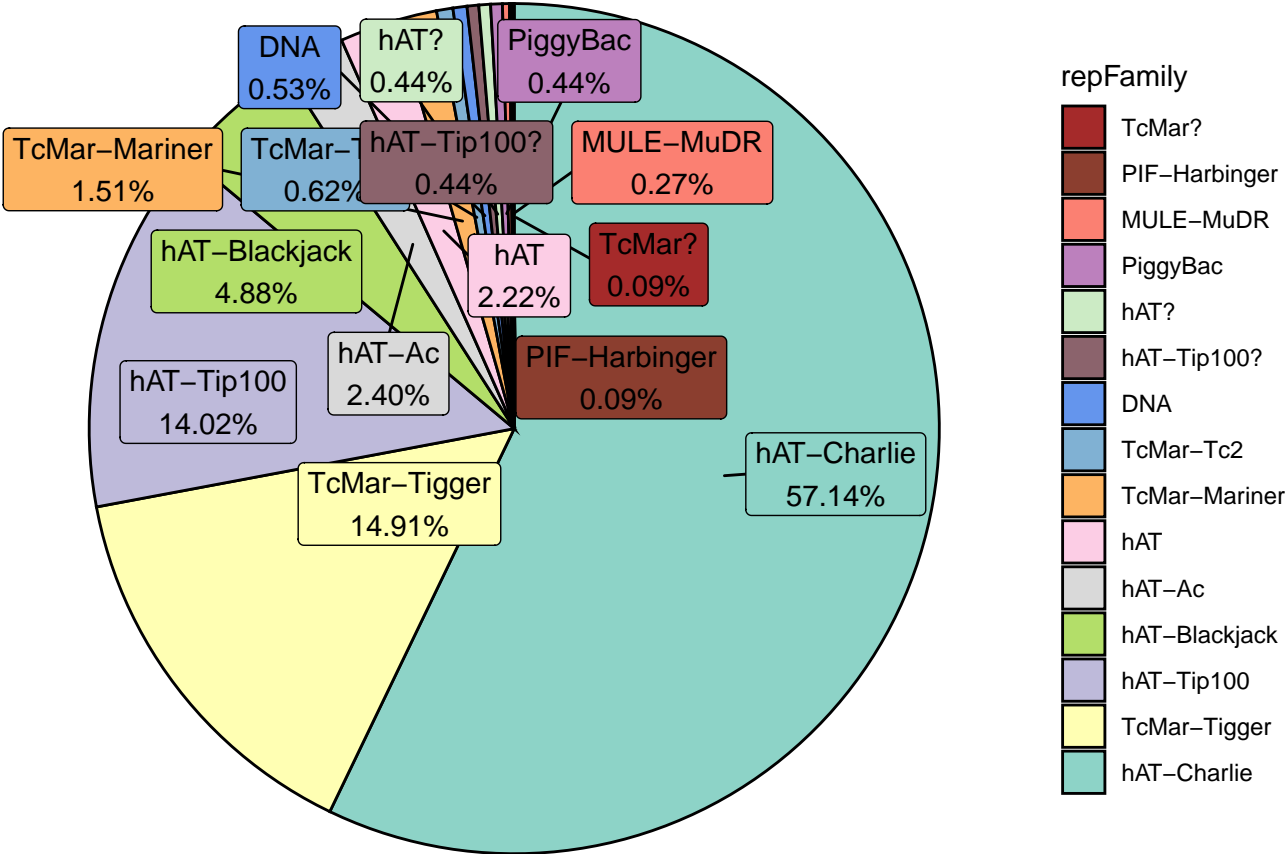 DNA
0.53%
hAT?
0.44%
PiggyBac
0.44%
TcMar−Mariner
1.51%
TcMar−T
0.62%
hAT−Tip100?
0.44%
MULE−MuDR
0.27%
hAT−Blackjack
4.88%
hAT
2.22%
TcMar?
0.09%
hAT−Ac
2.40%
PIF−Harbinger
0.09%
hAT−Tip100
14.02%
hAT−Charlie
57.14%
TcMar−Tigger
14.91%
repFamily
TcMar?
PIF−Harbinger
MULE−MuDR
PiggyBac
hAT?
hAT−Tip100?
DNA
TcMar−Tc2
TcMar−Mariner
hAT
hAT−Ac
hAT−Blackjack
hAT−Tip100
TcMar−Tigger
hAT−Charlie